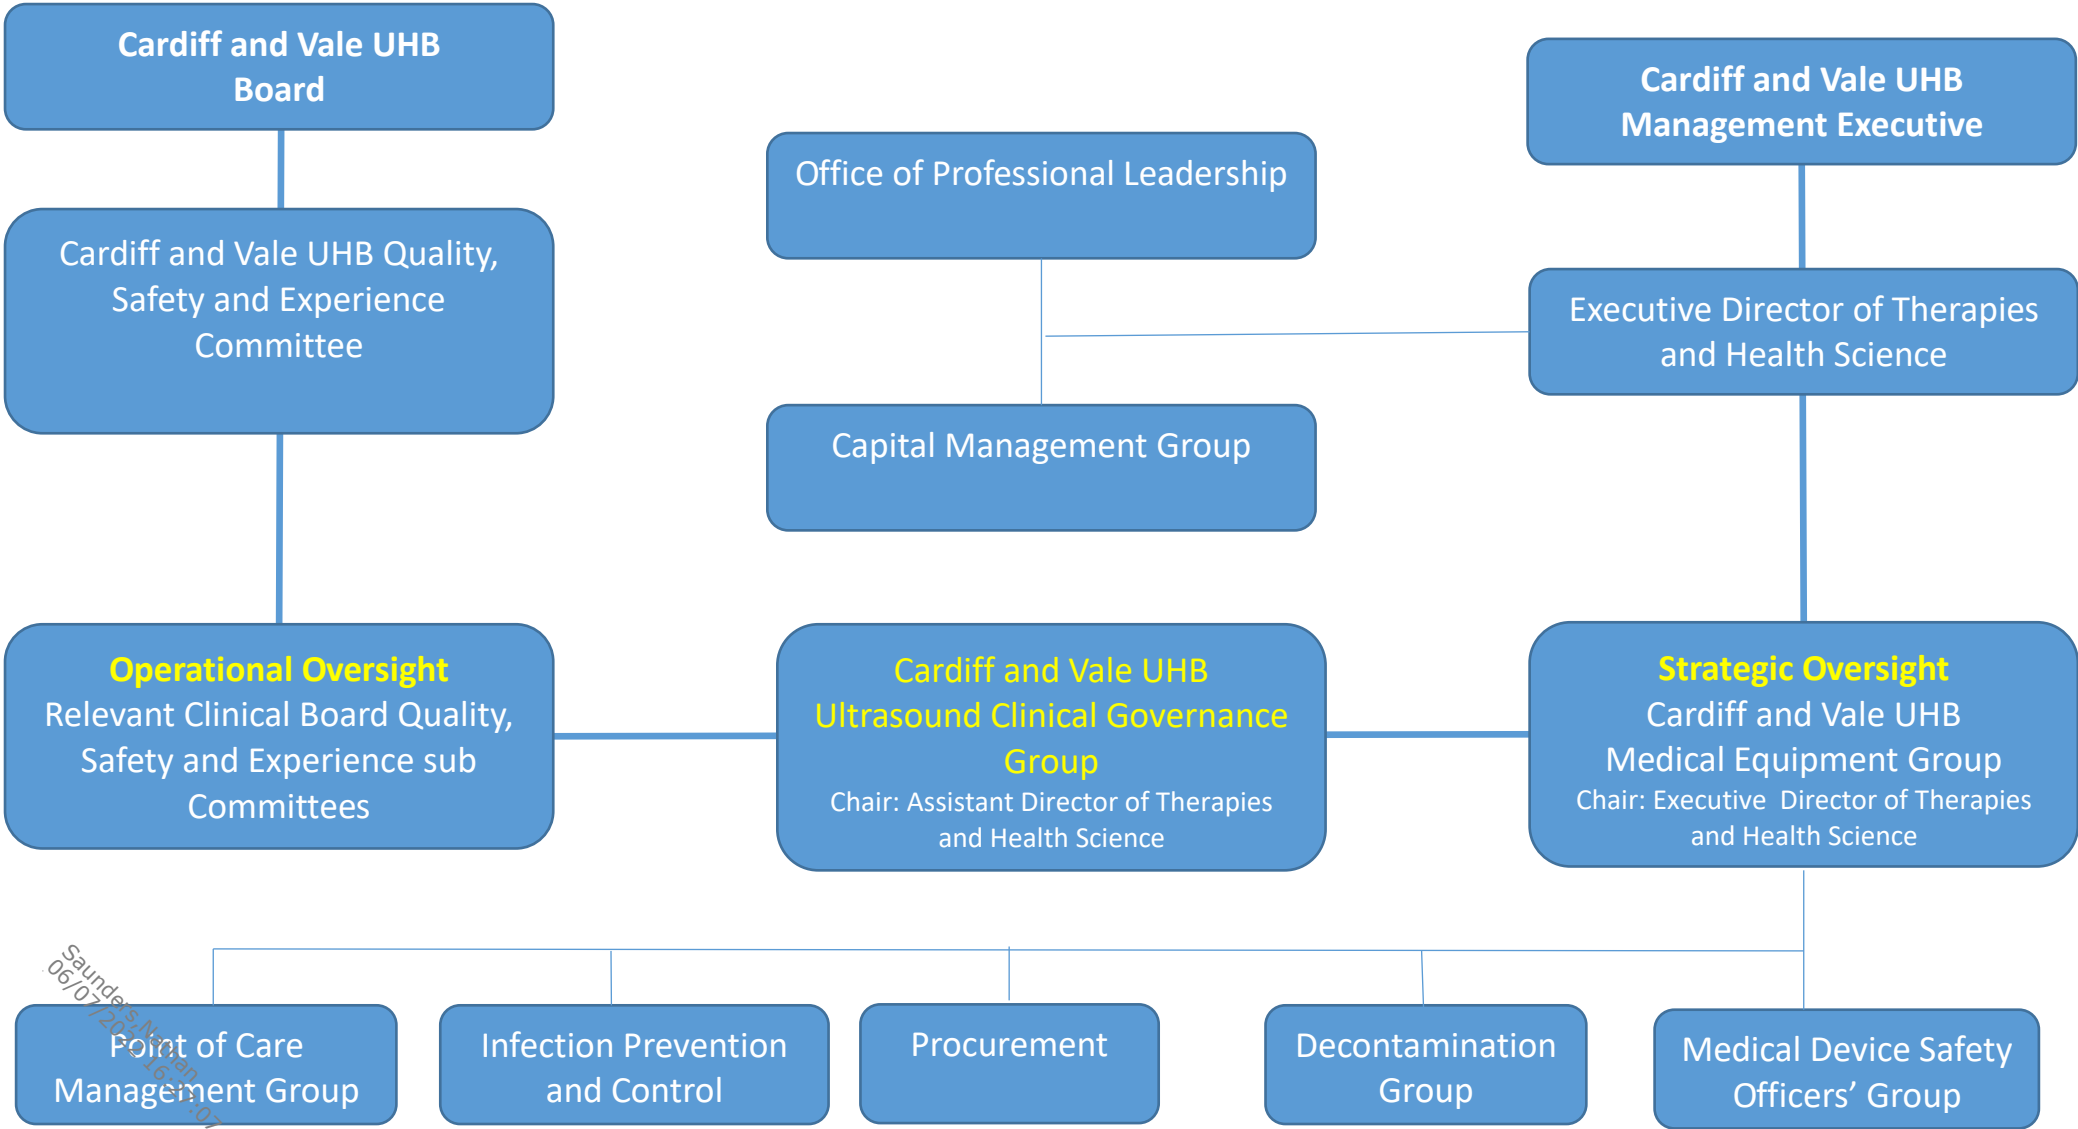 Cardiff and Vale UHB
Board
Cardiff and Vale UHB
Management Executive
Office of Professional Leadership
Cardiff and Vale UHB Quality,
Safety and Experience
Committee
Executive Director of Therapies
and Health Science
Capital Management Group
Operational Oversight
Relevant Clinical Board Quality,
Safety and Experience sub
Committees
Cardiff and Vale UHB
Ultrasound Clinical Governance
Group
Chair: Assistant Director of Therapies
and Health Science
Strategic Oversight
Cardiff and Vale UHB
Medical Equipment Group
Chair: Executive Director of Therapies
and Health Science
Saunders, Nathan
Point of Care
Management Group
Infection Prevention
and Control
Procurement
Decontamination
Group
Medical Device Safety
Officers’ Group